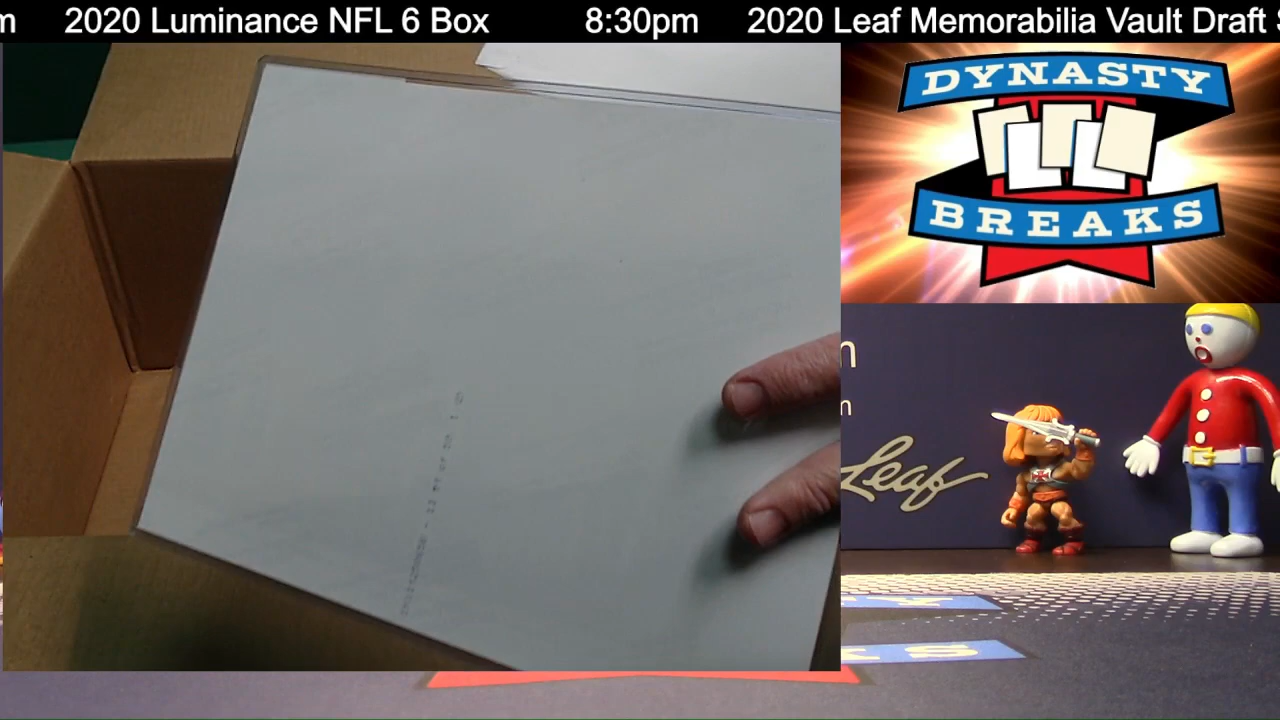 m 2020 Luminance NFL 6 Box 8:30pm 2020 Leaf Memorabilia Vault Draft S
DYNASTY
BREAKS
n
m
Leaf